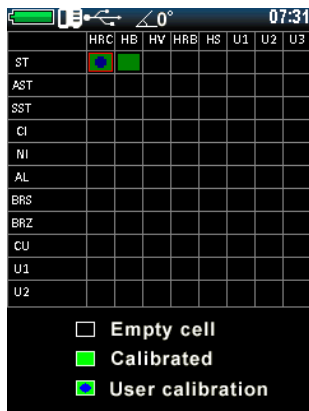 0° 07:31
HRC HB HV HRB HS U1 U2 U3
ST
AST
SST
CI
NI
AL
BRS
BRZ
CU
U1
U2
Empty cell
Calibrated
User calibration